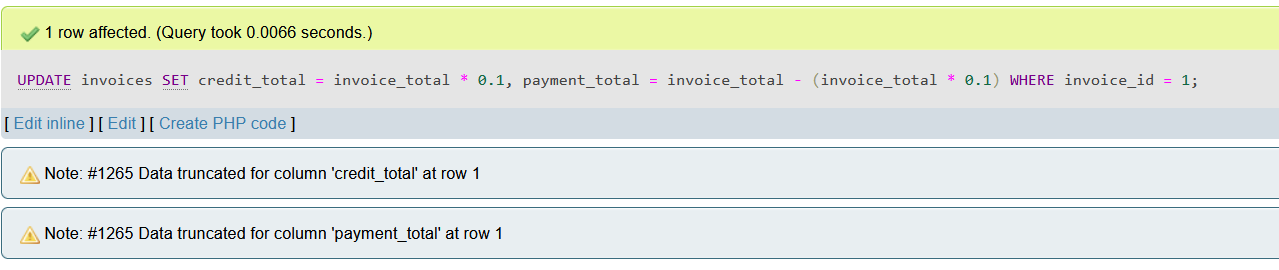 1 row affected. (Query took 0.0066 seconds.)
UPDATE invoices SET credit_total = invoice_total * 0.1, payment_total = invoice_total - (invoice_total * 0.1) WHERE invoice_id = 1;
[ Edit inline ] [ Edit ] [ Create PHP code ]
Note: #1265 Data truncated for column 'credit_total' at row 1
Note: #1265 Data truncated for column 'payment_total' at row 1